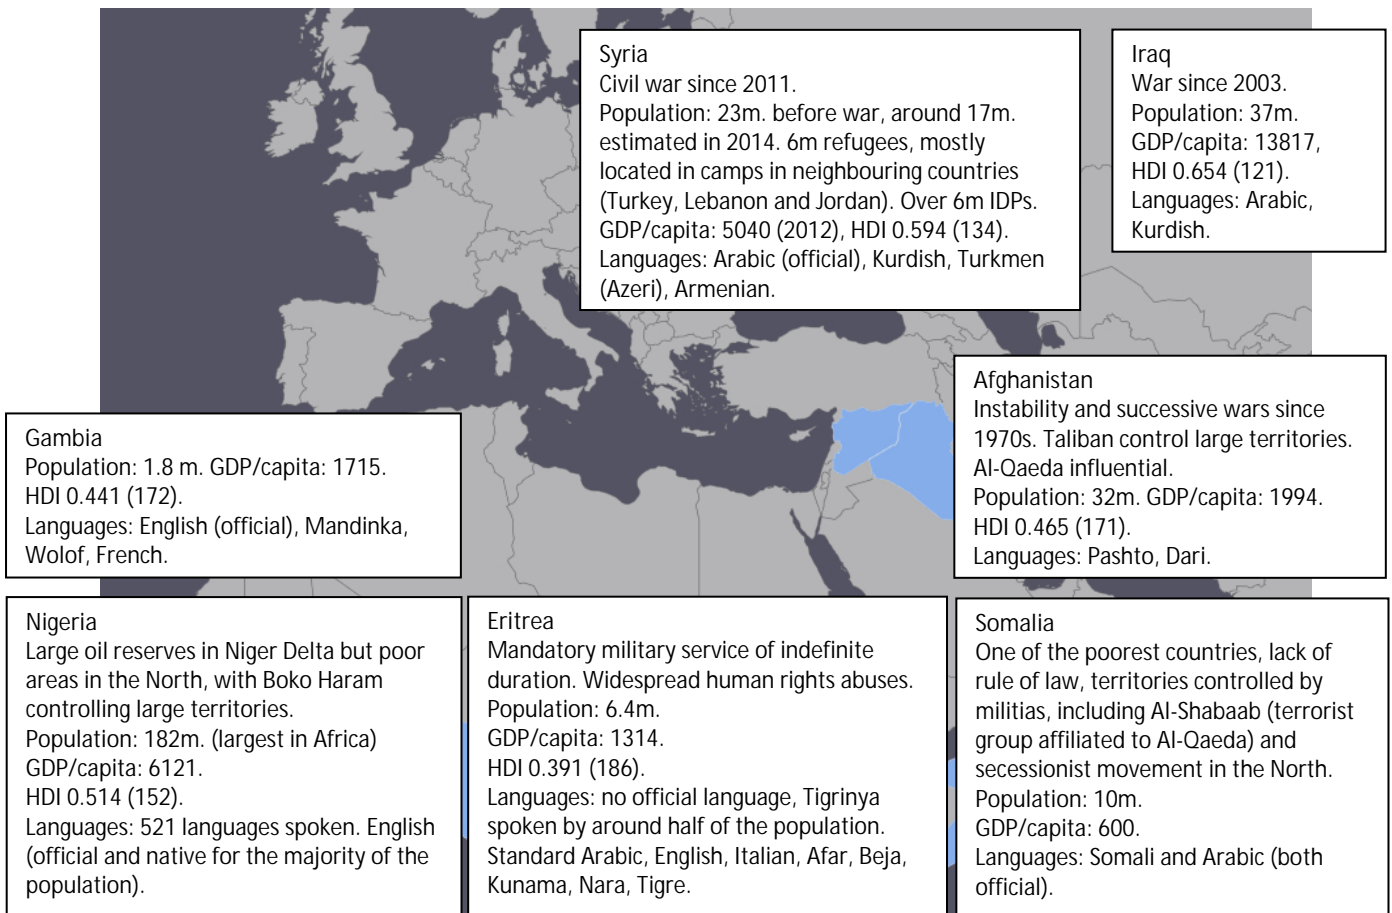 Syria
Civil war since 2011.
Population: 23m. before war, around 17m.
estimated in 2014. 6m refugees, mostly
located in camps in neighbouring countries
(Turkey, Lebanon and Jordan). Over 6m IDPs.
GDP/capita: 5040 (2012), HDI 0.594 (134).
Languages: Arabic (official), Kurdish, Turkmen
(Azeri), Armenian.
Iraq
War since 2003.
Population: 37m.
GDP/capita: 13817,
HDI 0.654 (121).
Languages: Arabic,
Kurdish.
Gambia
Population: 1.8 m. GDP/capita: 1715.
HDI 0.441 (172).
Languages: English (official), Mandinka,
Wolof, French.
Afghanistan
Instability and successive wars since
1970s. Taliban control large territories.
Al-Qaeda influential.
Population: 32m. GDP/capita: 1994.
HDI 0.465 (171).
Languages: Pashto, Dari.
Nigeria
Large oil reserves in Niger Delta but poor
areas in the North, with Boko Haram
controlling large territories.
Population: 182m. (largest in Africa)
GDP/capita: 6121.
HDI 0.514 (152).
Languages: 521 languages spoken. English
(official and native for the majority of the
population).
Eritrea
Mandatory military service of indefinite
duration. Widespread human rights abuses.
Population: 6.4m.
GDP/capita: 1314.
HDI 0.391 (186).
Languages: no official language, Tigrinya
spoken by around half of the population.
Standard Arabic, English, Italian, Afar, Beja,
Kunama, Nara, Tigre.
Somalia
One of the poorest countries, lack of
rule of law, territories controlled by
militias, including Al-Shabaab (terrorist
group affiliated to Al-Qaeda) and
secessionist movement in the North.
Population: 10m.
GDP/capita: 600.
Languages: Somali and Arabic (both
official).